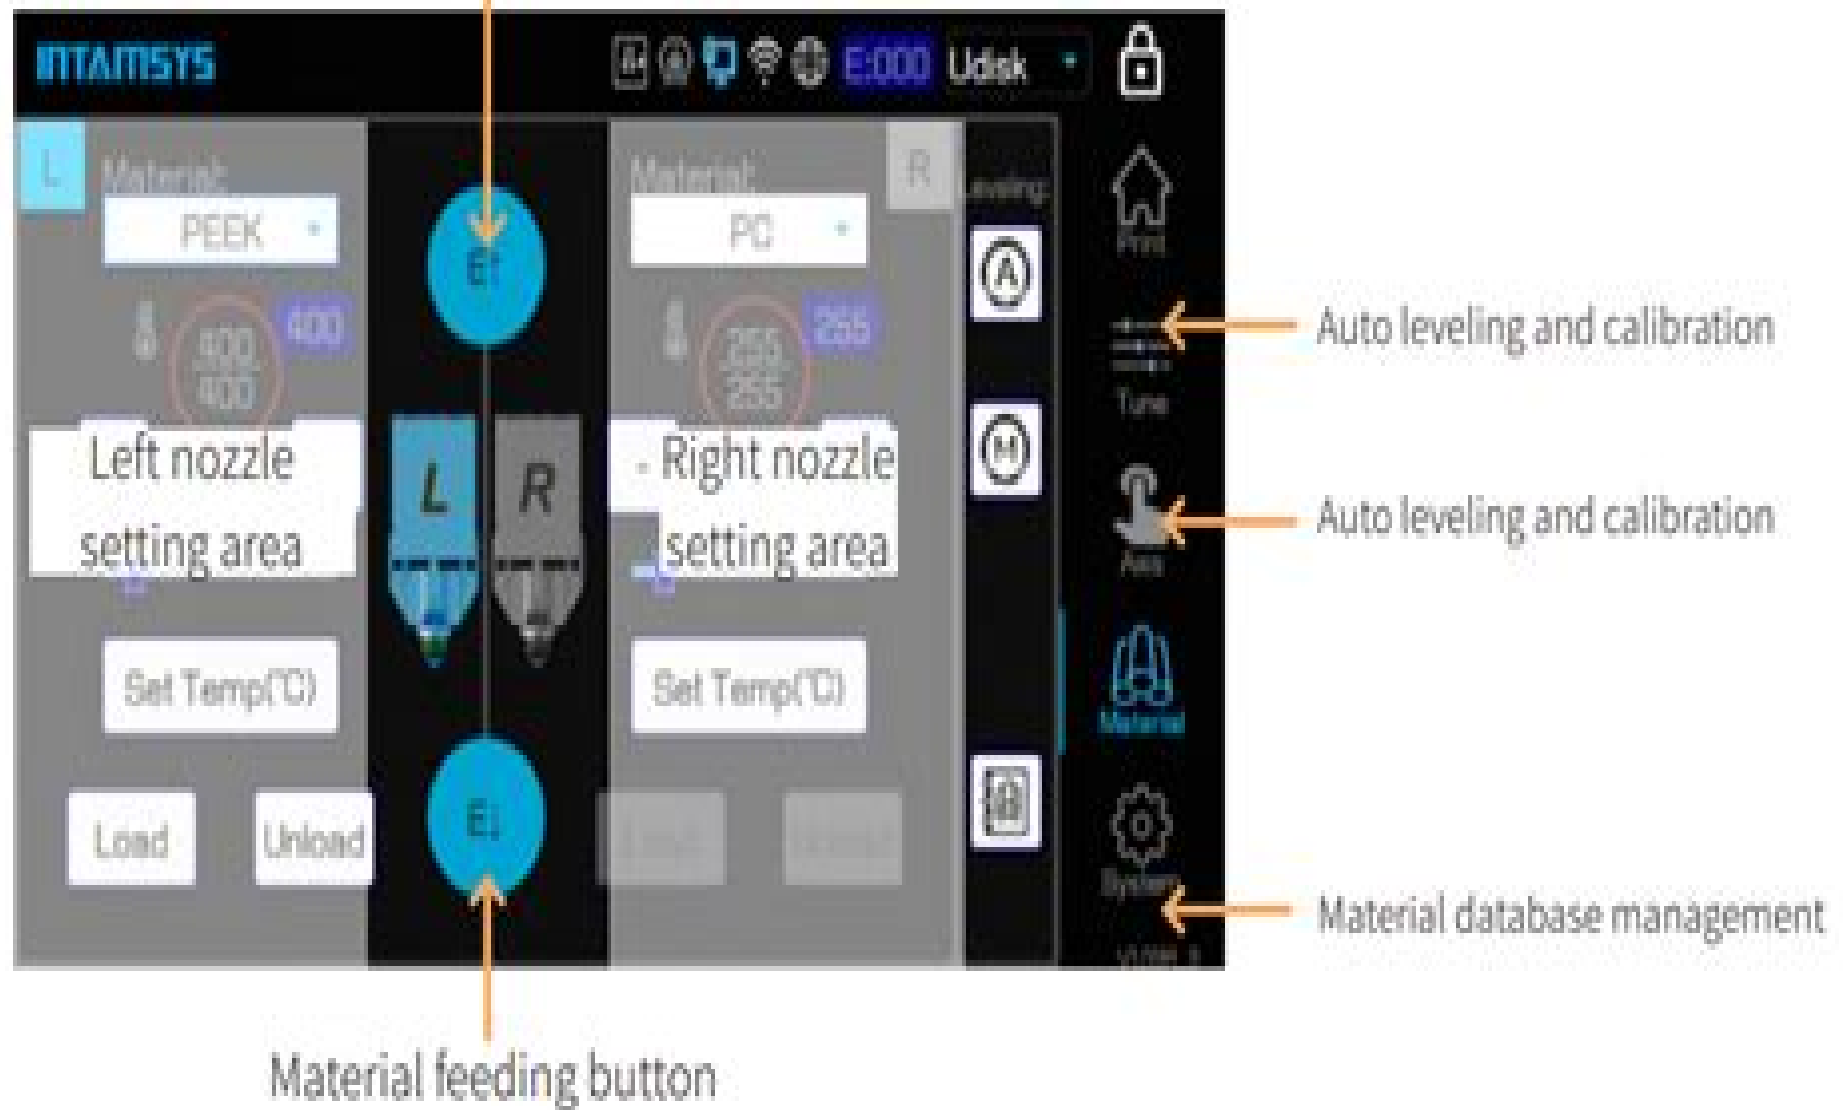 INTAMSYS
E:000 Udisk
L
Material:
PEEK
400
400
400
Left nozzle
setting area
Set Temp(℃)
Load
Unload
E↑
L
R
E↓
Material:
R
PC
255
255
255
Right nozzle
setting area
Set Temp(℃)
Leveling:
A
M
Print
Tune
Axis
Material
System
Auto leveling and calibration
Auto leveling and calibration
Material database management
Material feeding button